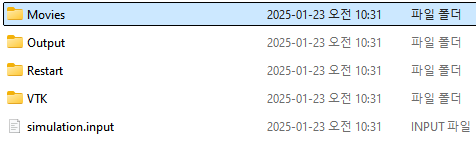 Movies 2025-01-23 오전 10:31 파일 폴더
Output 2025-01-23 오전 10:31 파일 폴더
Restart 2025-01-23 오전 10:31 파일 폴더
VTK 2025-01-23 오전 10:31 파일 폴더
simulation.input 2025-01-23 오전 10:31 INPUT 파일